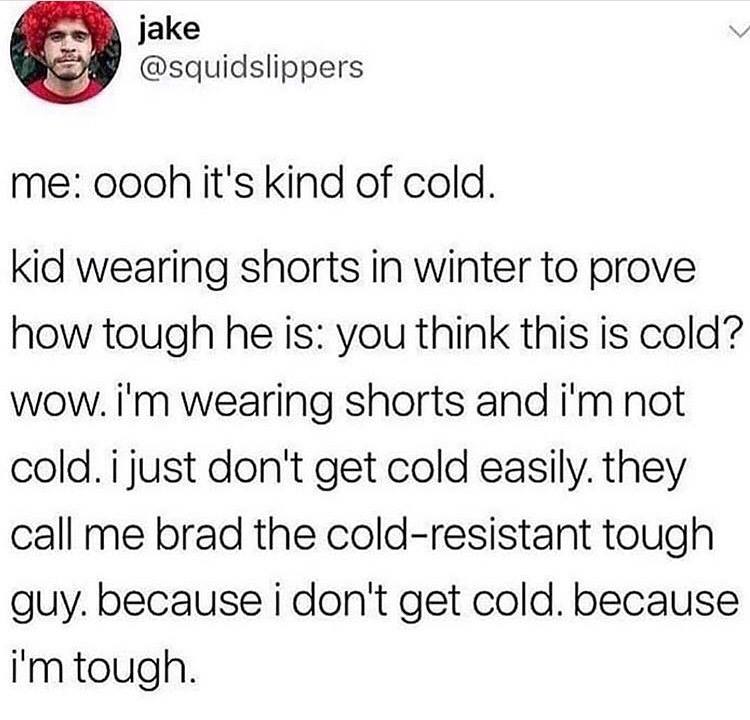 jake
@squidslippers
me: oooh it's kind of cold.
kid wearing shorts in winter to prove
how tough he is: you think this is cold?
wow. i'm wearing shorts and i'm not
cold. i just don't get cold easily. they
call me brad the cold-resistant tough
guy. because i don't get cold. because
i'm tough.